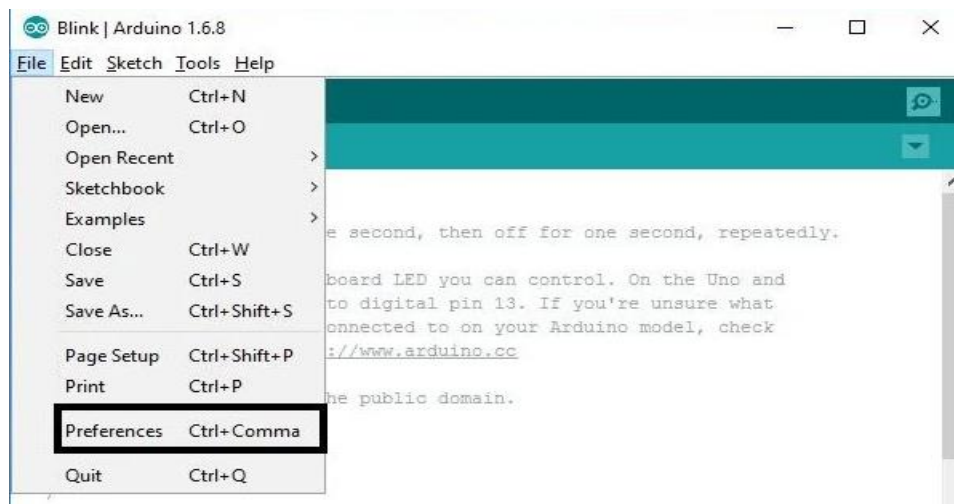 Blink | Arduino 1.6.8
File Edit Sketch Tools Help
New Ctrl+N
Open... Ctrl+O
Open Recent
Sketchbook
Examples
e second, then off for one second, repeatedly.
Close Ctrl+W
Save Ctrl+S
board LED you can control. On the Uno and
Save As... Ctrl+Shift+S
to digital pin 13. If you're unsure what
onnected to on your Arduino model, check
Page Setup Ctrl+Shift+P
://www.arduino.cc
Print Ctrl+P
he public domain.
Preferences Ctrl+Comma
Quit Ctrl+Q